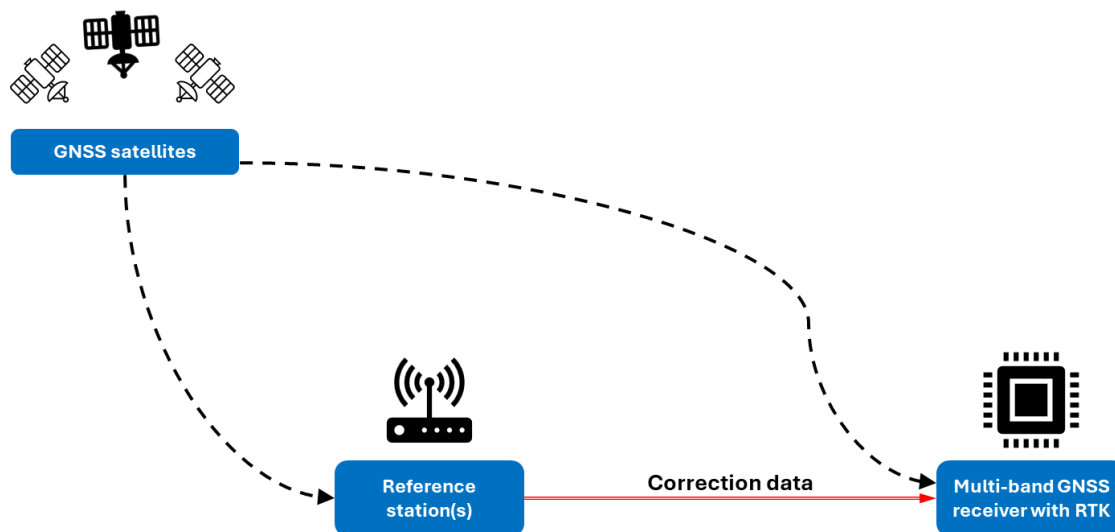 GNSS satellites
Correction data
Reference
station(s)
Multi-band GNSS
receiver with RTK